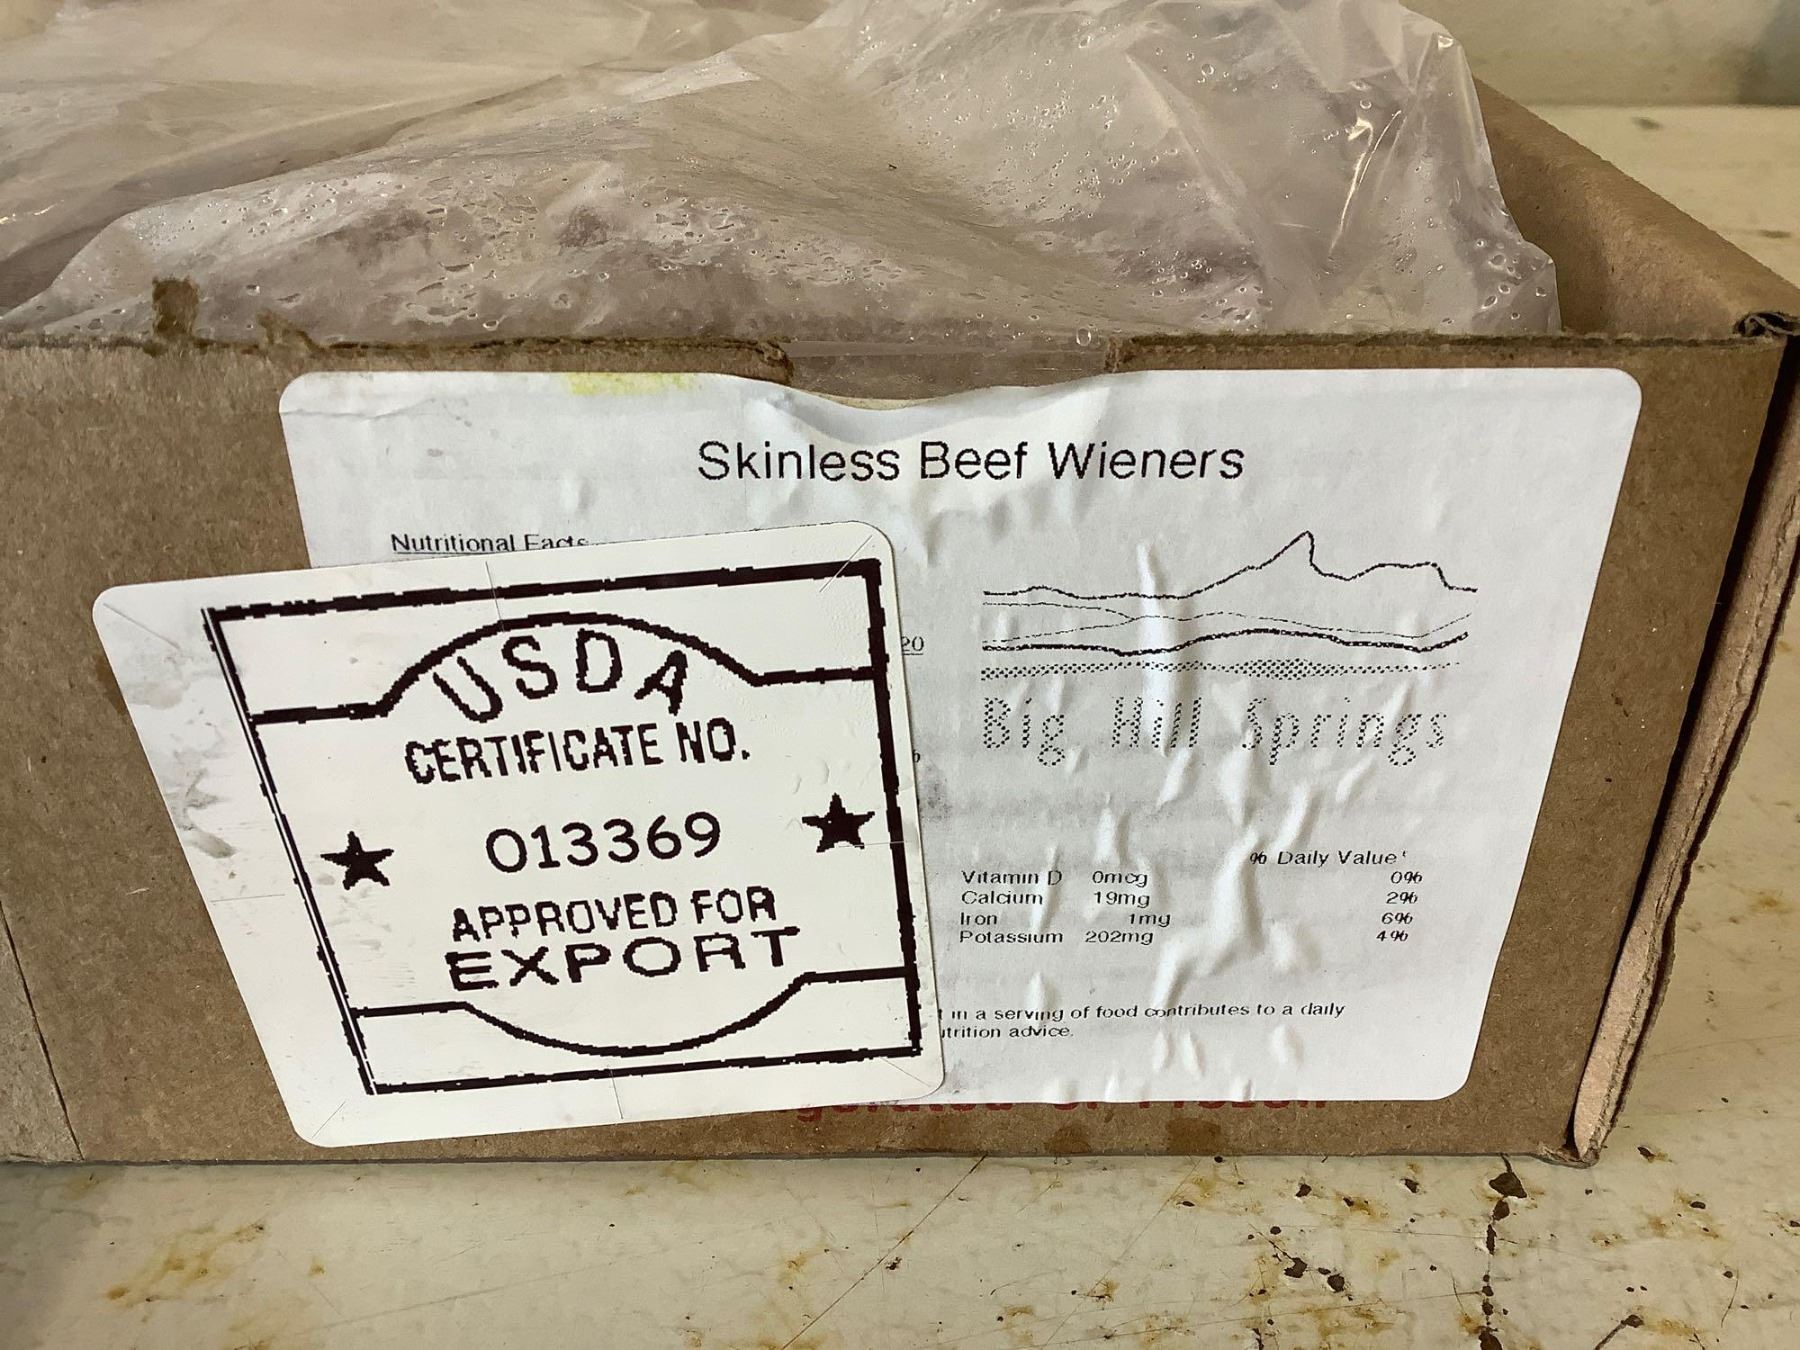 Skinless Beef Wieners
Nutritional Facts
20
USDA
CERTIFICATE NO.
013369
APPROVED FOR
EXPORT
Big Hill Springs
% Daily Value
Vitamin D 0mcg 0%
Calcium 19mg 2%
Iron 1mg 6%
Potassium 202mg 4%
in a serving of food contributes to a daily
advice.